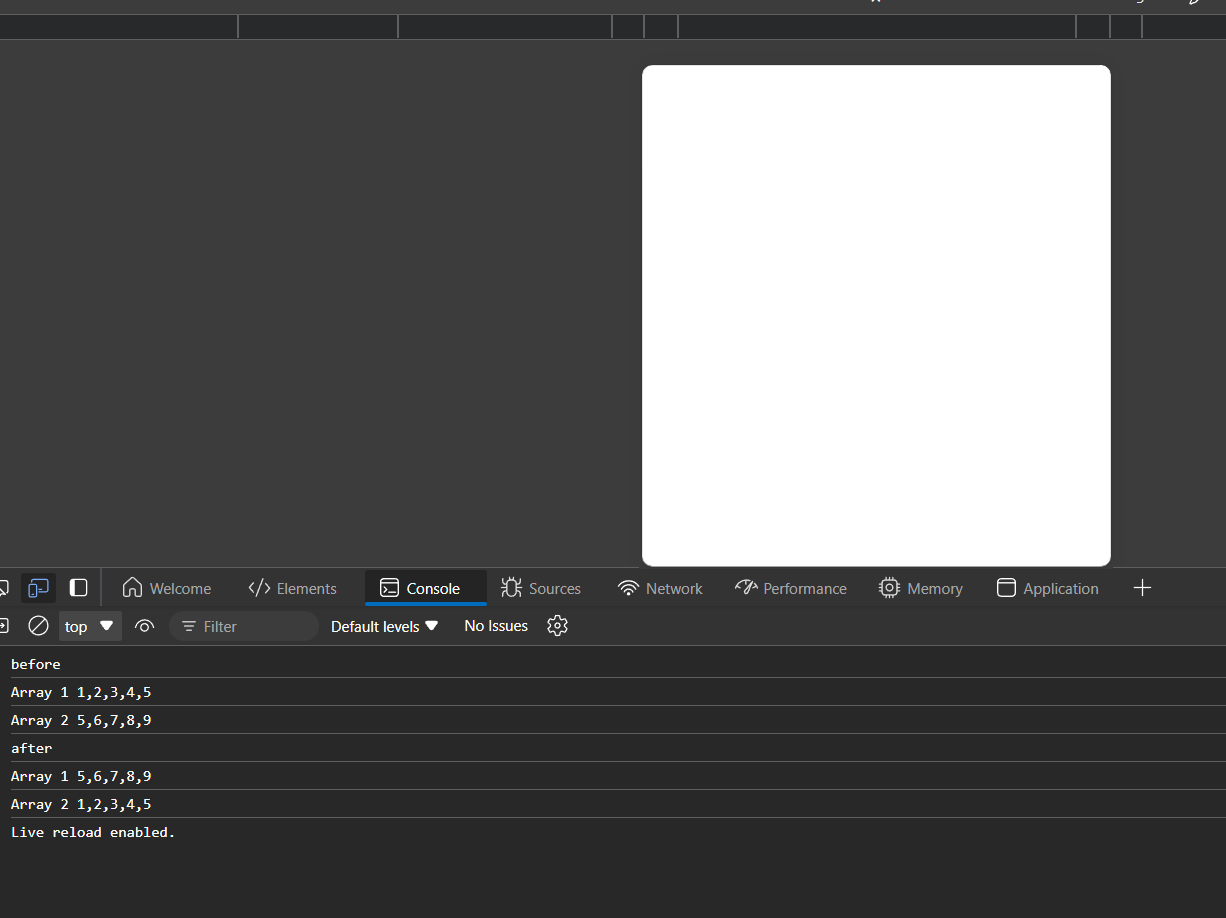 Welcome Elements Console Sources Network Performance Memory Application
top Filter Default levels No Issues
before
Array 1 1,2,3,4,5
Array 2 5,6,7,8,9
after
Array 1 5,6,7,8,9
Array 2 1,2,3,4,5
Live reload enabled.